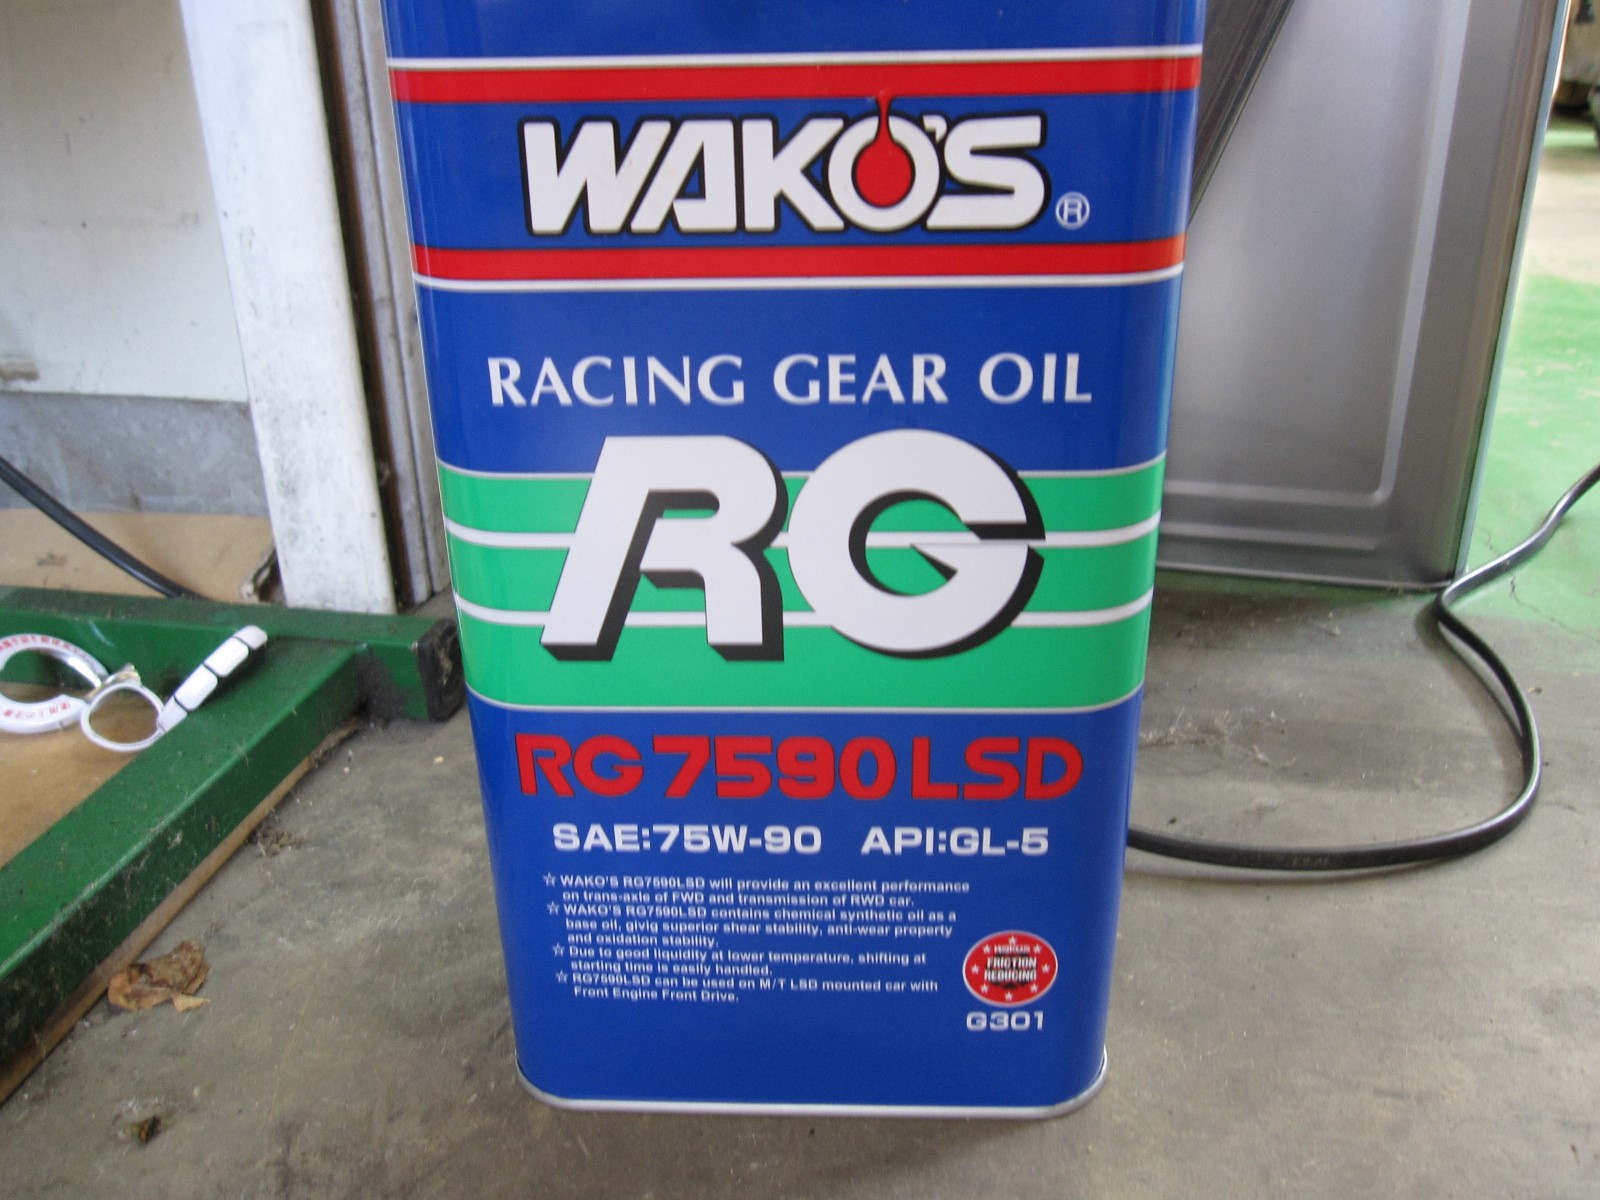 WAKO'S ®
RACING GEAR OIL
RG
RG7590LSD
SAE:75W-90 API:GL-5
☆ WAKO'S RG7590LSD will provide an excellent performance
on trans-axle of FWD and transmission of RWD car.
☆ WAKO'S RG7590LSD contains chemical synthetic oil as a
base oil, givig superior shear stability, anti-wear property
and oxidation stability.
☆ Due to good liquidity at lower temperature, shifting at
starting time is easily handled.
☆ RG7590LSD can be used on M/T LSD mounted car with
Front Engine Front Drive.
WAKO'S
FRICTION
REDUCING
G301